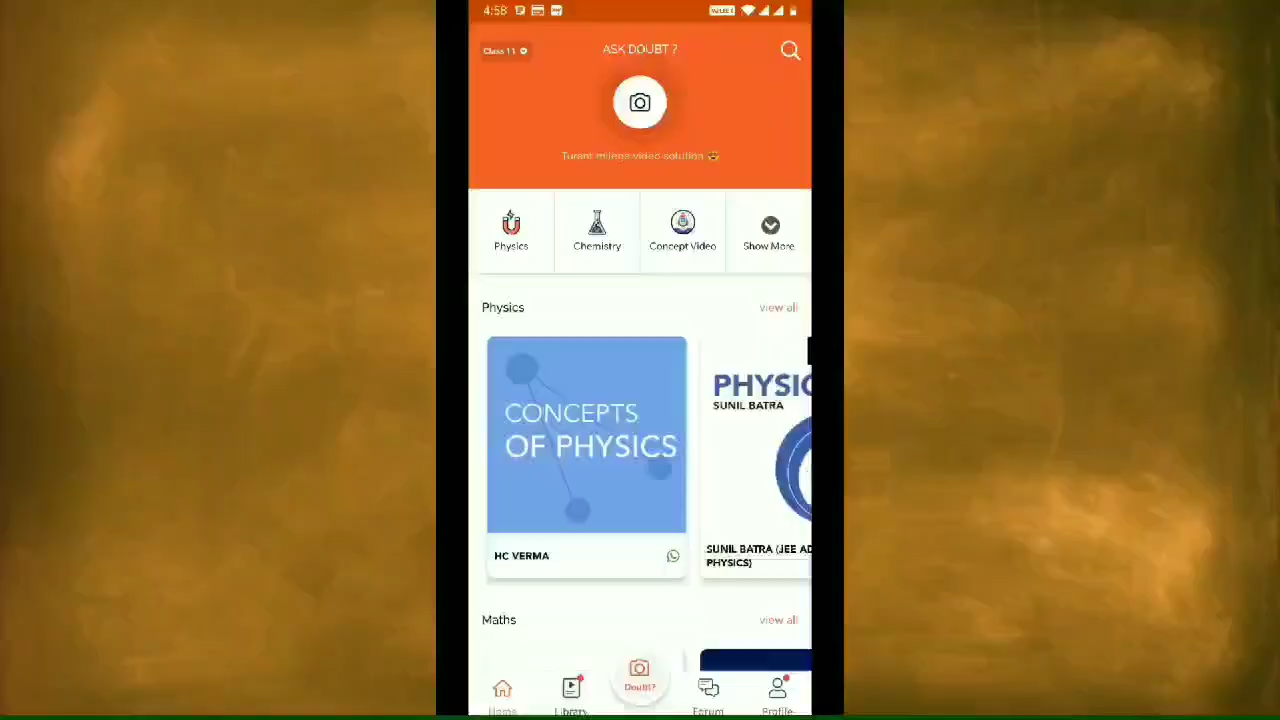 4:58
Class 11
ASK DOUBT ?
Turant milega video solution
Physics
Chemistry
Concept Video
Show More
Physics
view all
CONCEPTS
OF PHYSICS
PHYSIC
SUNIL BATRA
HC VERMA
SUNIL BATRA (JEE AD
PHYSICS)
Maths
view all
Doubt?
Home
Library
Forum
Profile